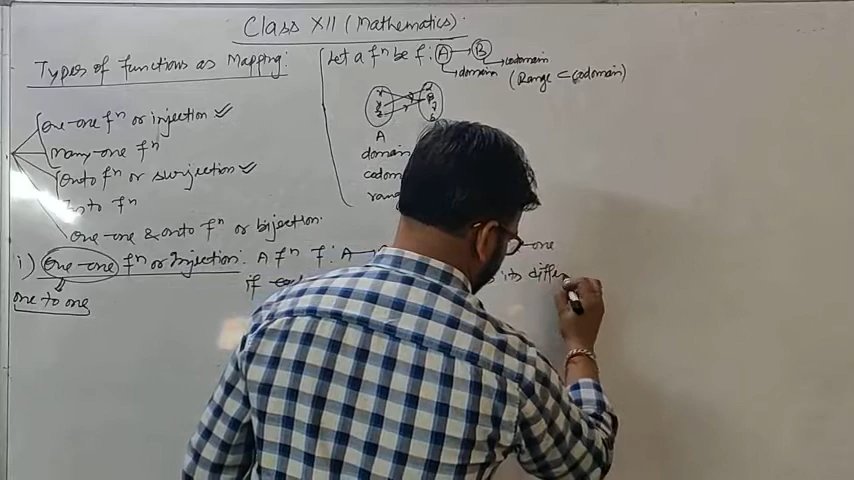 Class XII (Mathematics)
Types of functions as Mapping:
One-one fⁿ or injection ✓
Many-one fⁿ
Onto fⁿ or surjection ✓
Into fⁿ
One-one & onto fⁿ or bijection.
Let a fⁿ be f: A → B
→ domain
→ codomain
(Range ⊂ codomain)
A
domain
codom
ran
i) One-one fⁿ or Injection: A fⁿ f: A
-one
if
its differ
one to one